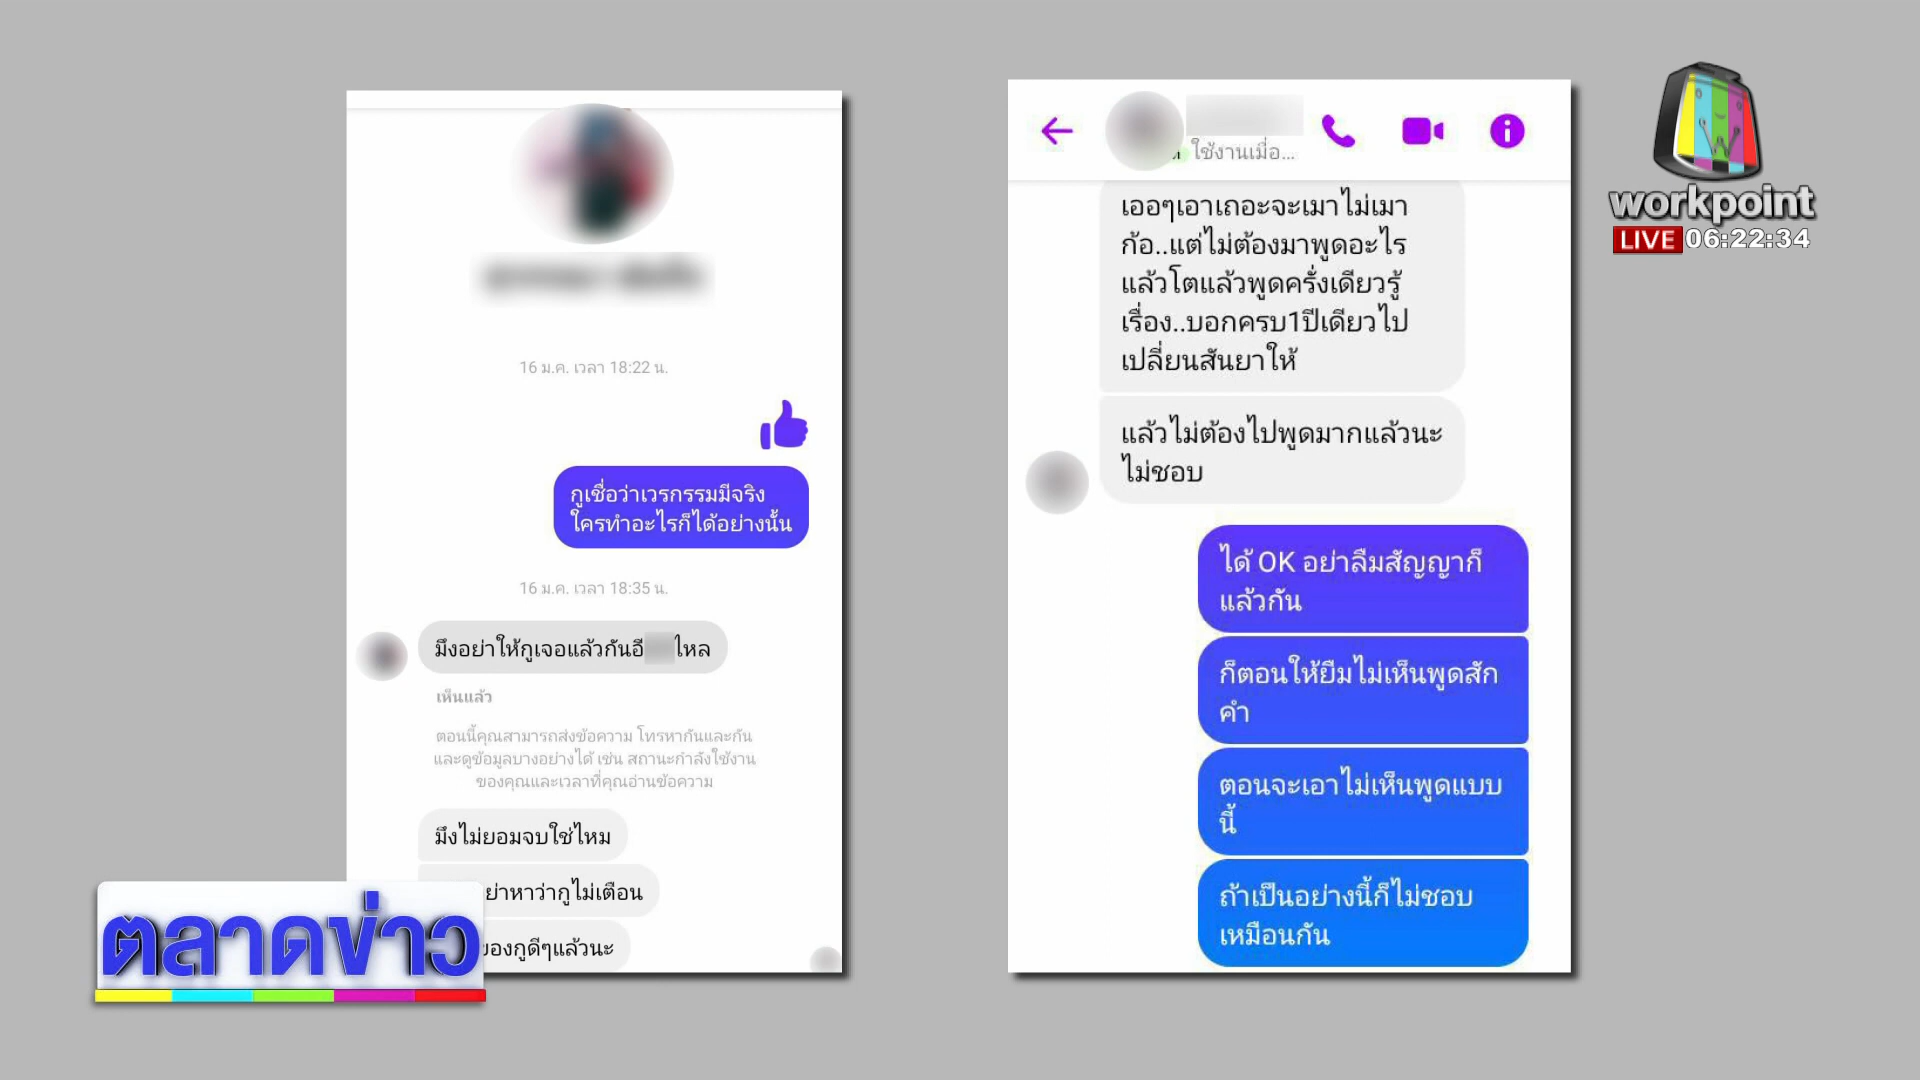 16 ม.ค. เวลา 18:22 น.
กูเชื่อว่าเวรกรรมมีจริง
ใครทำอะไรก็ได้อย่างนั้น
16 ม.ค. เวลา 18:35 น.
มึงอย่าให้กูเจอแล้วกันอี ไหล
เห็นแล้ว
ตอนนี้คุณสามารถส่งข้อความ โทรหากันและกัน
และดูข้อมูลบางอย่างได้ เช่น สถานะกำลังใช้งาน
ของคุณและเวลาที่คุณอ่านข้อความ
มึงไม่ยอมจบใช่ไหม
ย่าหาว่ากูไม่เตือน
ของกูดีๆแล้วนะ
ตลาดข่าว
ใช้งานเมื่อ...
เออๆเอาเถอะจะเมาไม่เมา
ก้อ..แต่ไม่ต้องมาพูดอะไร
แล้วโตแล้วพูดครั่งเดียวรู้
เรื่อง..บอกครบ1ปีเดียวไป
เปลี่ยนสันยาให้
แล้วไม่ต้องไปพูดมากแล้วนะ
ไม่ชอบ
ได้ OK อย่าลืมสัญญาก็
แล้วกัน
ก็ตอนให้ยืมไม่เห็นพูดสัก
คำ
ตอนจะเอาไม่เห็นพูดแบบ
นี้
ถ้าเป็นอย่างนี้ก็ไม่ชอบ
เหมือนกัน
workpoint
LIVE 06:22:34